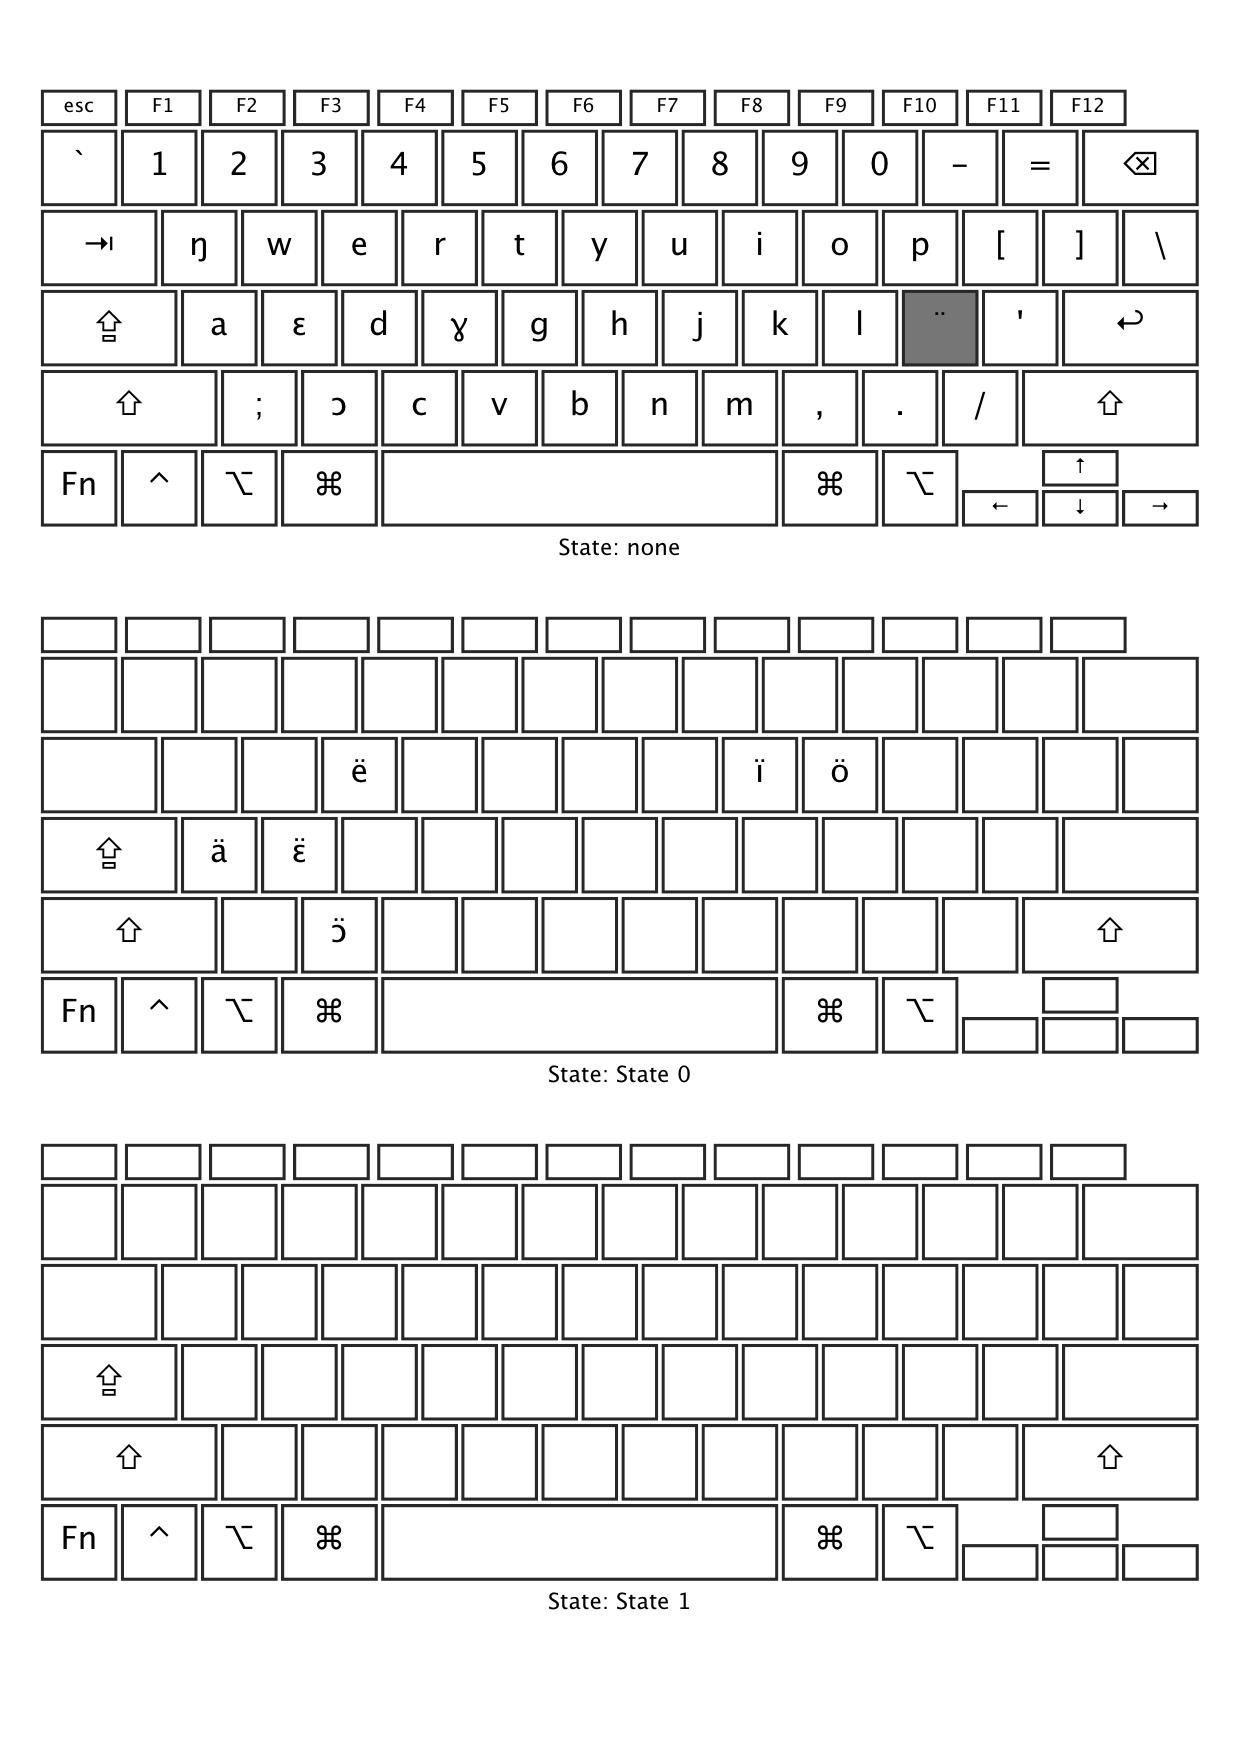 esc F1 F2 F3 F4 F5 F6 F7 F8 F9 F10 F11 F12
` 1 2 3 4 5 6 7 8 9 0 - = ⌫
⇥ ŋ w e r t y u i o p [ ] \
⇪ a ɛ d ɣ g h j k l ¨ ' ↩
⇧ ; ɔ c v b n m , . / ⇧
Fn ^ ⌥ ⌘ ⌘ ⌥ ← ↑ ↓ →
State: none
ë ï ö
⇪ ä ɛ̈
⇧ ɔ̈ ⇧
Fn ^ ⌥ ⌘ ⌘ ⌥
State: State 0
⇪
⇧ ⇧
Fn ^ ⌥ ⌘ ⌘ ⌥
State: State 1